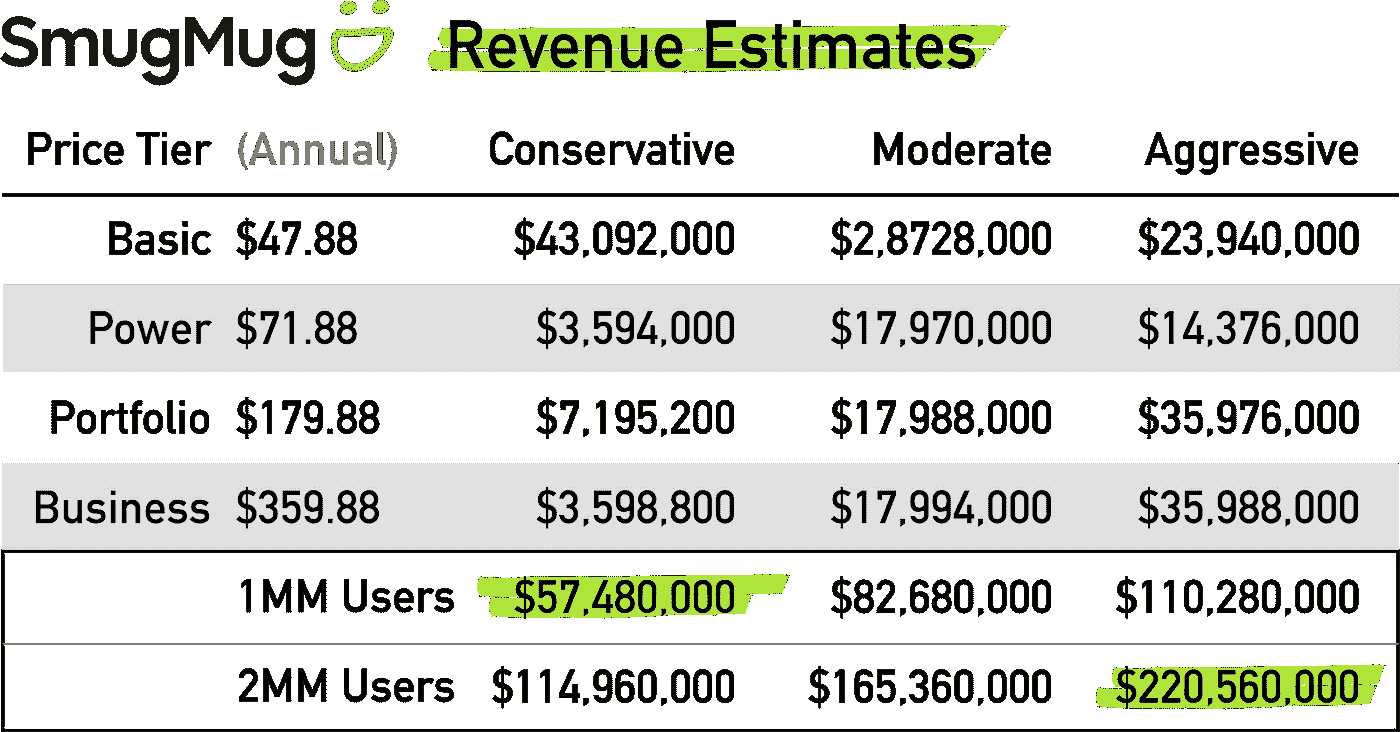 SmugMug Revenue Estimates
Price Tier (Annual) Conservative Moderate Aggressive
Basic $47.88 $43,092,000 $2,8728,000 $23,940,000
Power $71.88 $3,594,000 $17,970,000 $14,376,000
Portfolio $179.88 $7,195,200 $17,988,000 $35,976,000
Business $359.88 $3,598,800 $17,994,000 $35,988,000
1MM Users $57,480,000 $82,680,000 $110,280,000
2MM Users $114,960,000 $165,360,000 $220,560,000